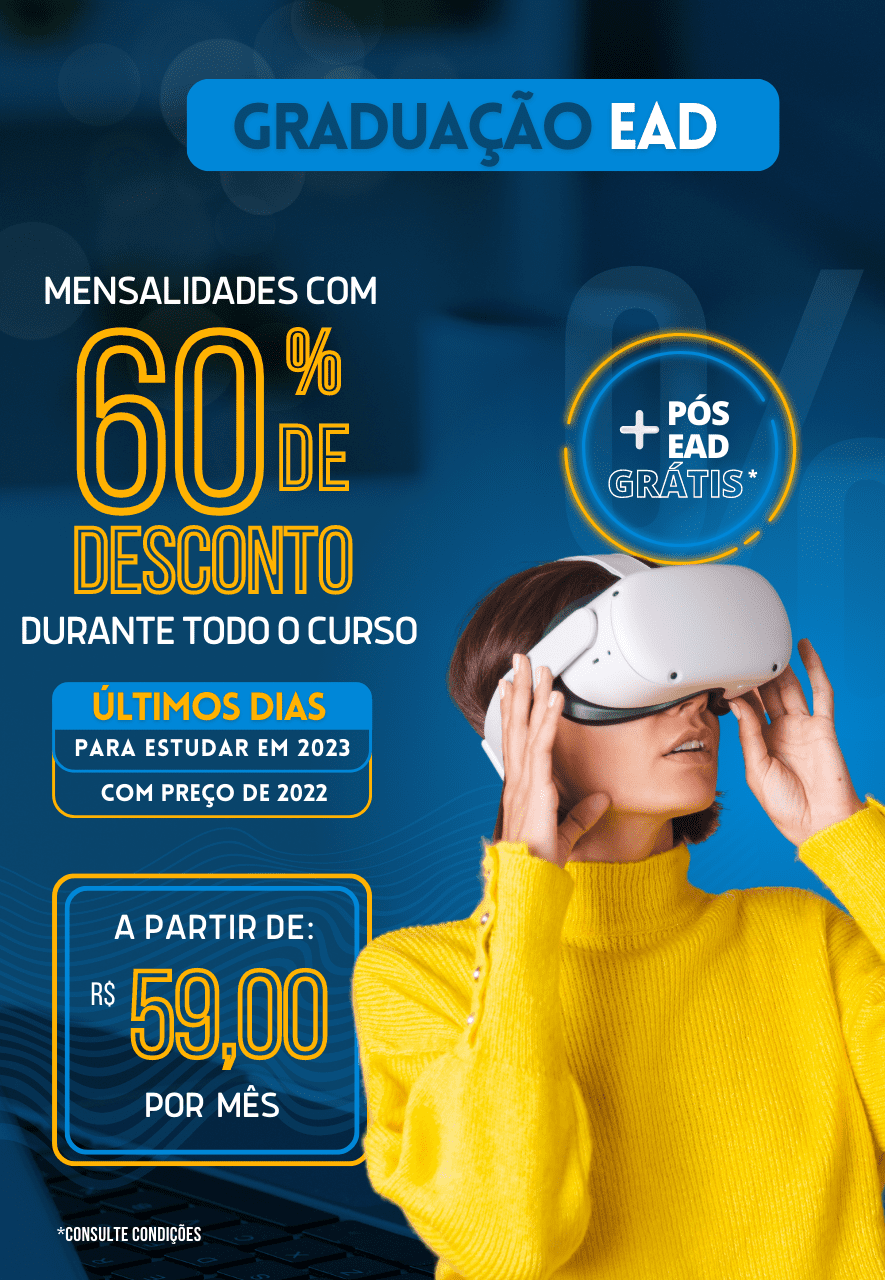 GRADUAÇÃO EAD
MENSALIDADES COM
60% DE
DESCONTO
DURANTE TODO O CURSO
+ PÓS
EAD
GRÁTIS*
ÚLTIMOS DIAS
PARA ESTUDAR EM 2023
COM PREÇO DE 2022
A PARTIR DE:
R$ 59,00
POR MÊS
*CONSULTE CONDIÇÕES